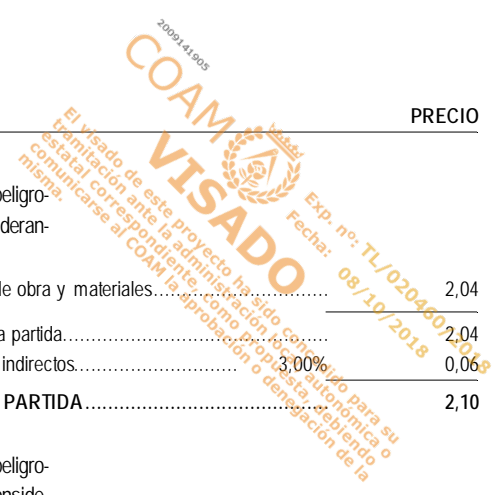 2009141905
COAM
VISADO
Exp. nº: TL/020460/2018
Fecha: 08/10/2018
El visado de este proyecto ha sido concedido para su
tramitación ante la administración local, autonómica o
estatal correspondiente, como propuesta, debiendo
comunicarse al COAM la aprobación o denegación de la
misma.
PRECIO
peligro-
deran-
de obra y materiales.............................. 2,04
a partida.............................................. 2,04
indirectos........................... 3,00% 0,06
PARTIDA.......................................... 2,10
peligro-
onside-